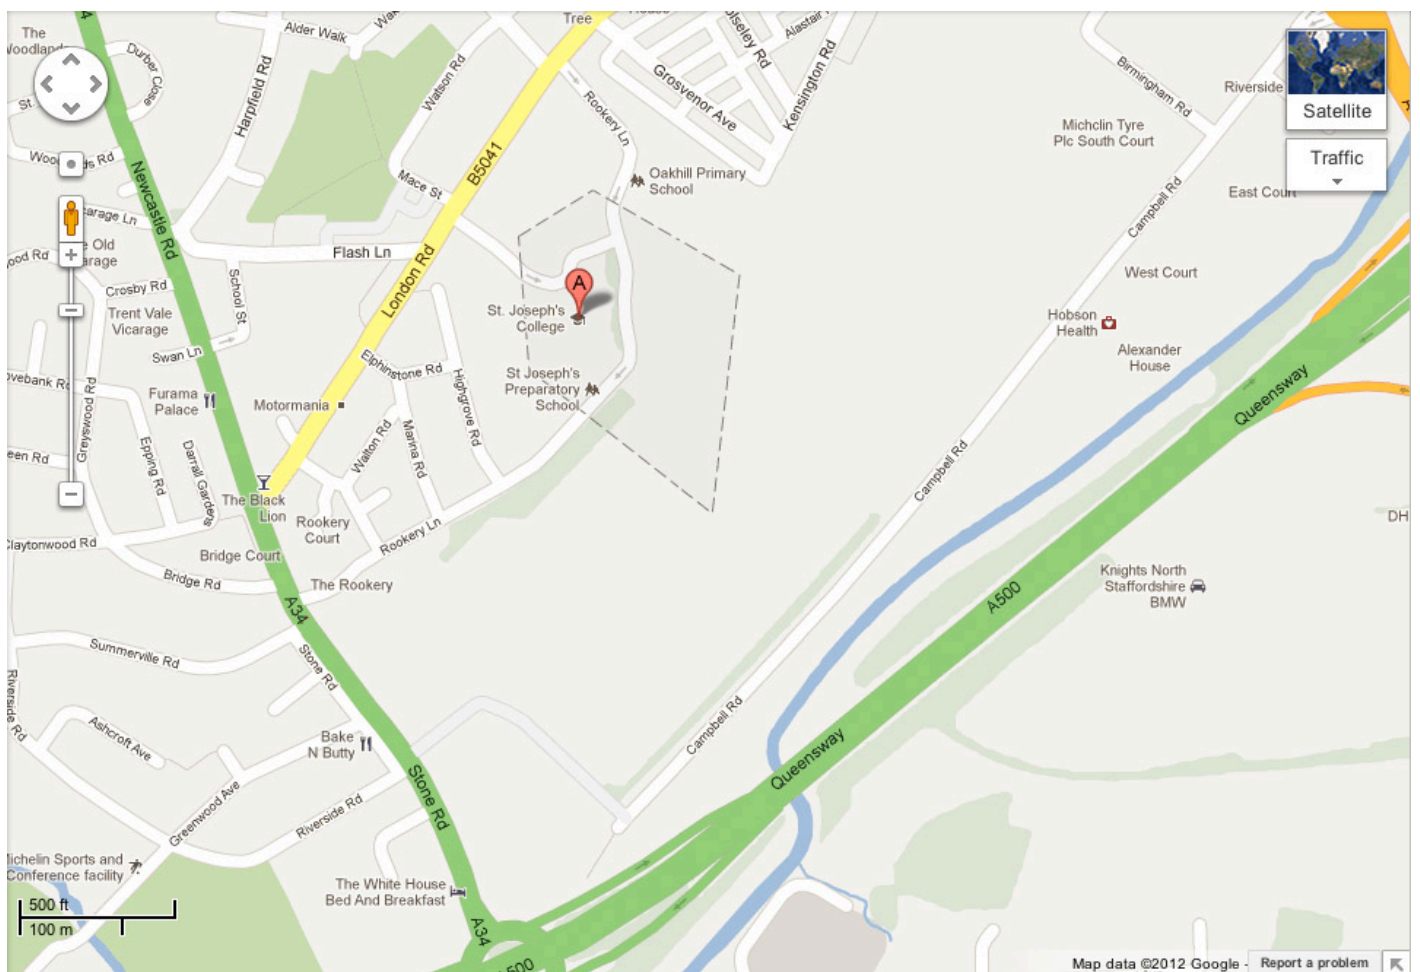 A34
Tree
The
Alder Walk
Durber Close
St.
Harpfield Rd
Watson Rd
Rookery Ln
Grosvenor Ave
Kensington Rd
Birmingham Rd
Riverside
Satellite
Traffic
Michclin Tyre
Plc South Court
Newcastle Rd
B5041
Mace St
Oakhill Primary
School
Campbell Rd
East Court
Flash Ln
London Rd
School St
Crosby Rd
Trent Vale
Vicarage
Swan Ln
A
St. Joseph's
College
West Court
Hobson
Health
Alexander
House
Queensway
Elphinstone Rd
Highgrove Rd
St Joseph's
Preparatory
School
Furama
Palace
Motormania
Greyswood Rd
Epping Rd
Darrall Gardens
Walton Rd
Marina Rd
Campbell Rd
The Black
Lion
Rookery
Court
Rookery Ln
DH
Claytonwood Rd
Bridge Court
Bridge Rd
The Rookery
A34
A500
Knights North
Staffordshire
BMW
Summerville Rd
Stone Rd
Riverside Rd
Ashcroft Ave
Bake
N Butty
Campbell Rd
Queensway
Stone Rd
Greenwood Ave
Riverside Rd
Michelin Sports and
Conference facility
The White House
Bed And Breakfast
500 ft
100 m
A34
A500
Map data ©2012 Google -
Report a problem